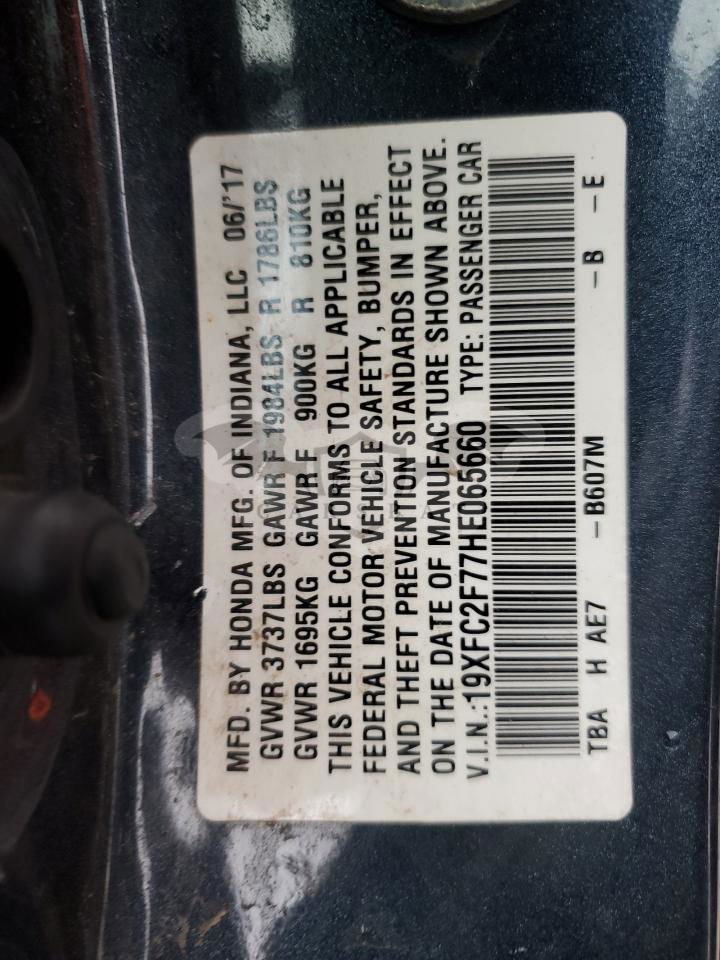 MFD. BY HONDA MFG. OF INDIANA, LLC 06/'17
GVWR 3737LBS GAWR F 1984LBS R 1786LBS
GVWR 1695KG GAWR F 900KG R 810KG
THIS VEHICLE CONFORMS TO ALL APPLICABLE
FEDERAL MOTOR VEHICLE SAFETY, BUMPER,
AND THEFT PREVENTION STANDARDS IN EFFECT
ON THE DATE OF MANUFACTURE SHOWN ABOVE.
V.I.N.:19XFC2F77HE065660 TYPE: PASSENGER CAR
TBA H AE7 –B607M –B –E